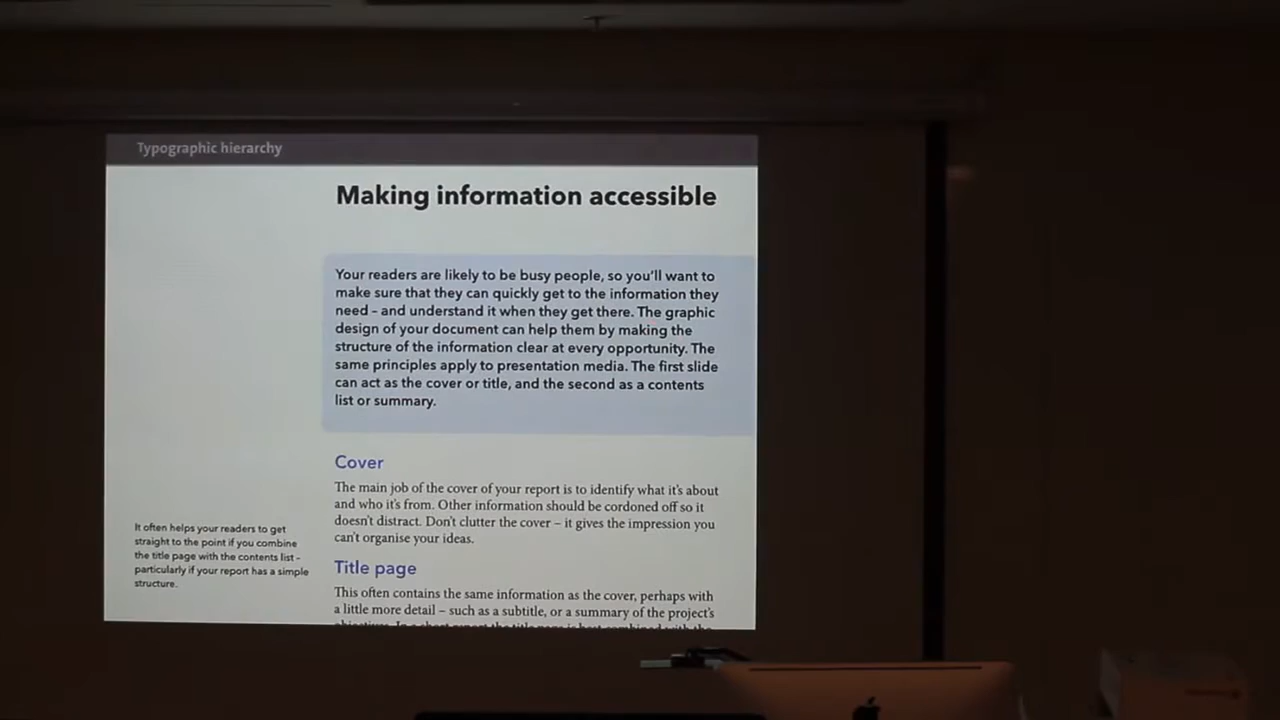 Typographic hierarchy
Making information accessible
Your readers are likely to be busy people, so you'll want to
make sure that they can quickly get to the information they
need – and understand it when they get there. The graphic
design of your document can help them by making the
structure of the information clear at every opportunity. The
same principles apply to presentation media. The first slide
can act as the cover or title, and the second as a contents
list or summary.
Cover
The main job of the cover of your report is to identify what it's about
and who it's from. Other information should be cordoned off so it
doesn't distract. Don't clutter the cover – it gives the impression you
can't organise your ideas.
It often helps your readers to get
straight to the point if you combine
the title page with the contents list –
particularly if your report has a simple
structure.
Title page
This often contains the same information as the cover, perhaps with
a little more detail – such as a subtitle, or a summary of the project's